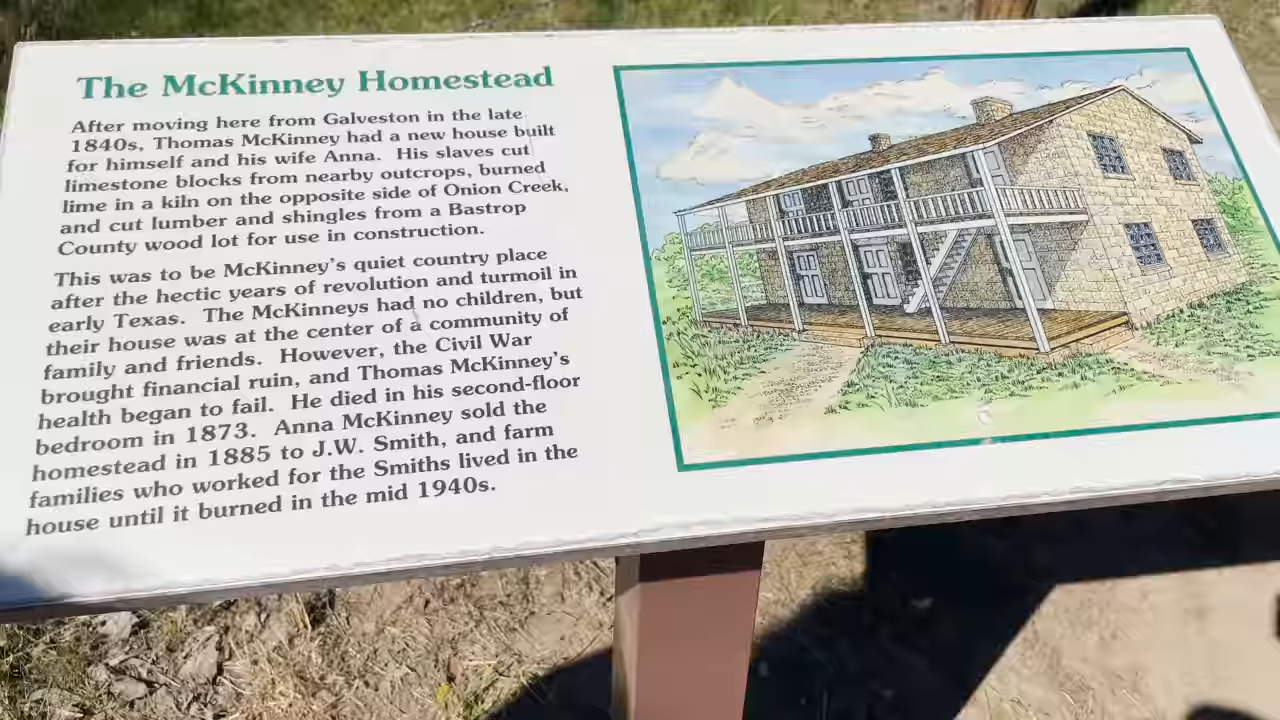 The McKinney Homestead
After moving here from Galveston in the late
1840s, Thomas McKinney had a new house built
for himself and his wife Anna. His slaves cut
limestone blocks from nearby outcrops, burned
lime in a kiln on the opposite side of Onion Creek,
and cut lumber and shingles from a Bastrop
County wood lot for use in construction.
This was to be McKinney's quiet country place
after the hectic years of revolution and turmoil in
early Texas. The McKinneys had no children, but
their house was at the center of a community of
family and friends. However, the Civil War
brought financial ruin, and Thomas McKinney's
health began to fail. He died in his second-floor
bedroom in 1873. Anna McKinney sold the
homestead in 1885 to J.W. Smith, and farm
families who worked for the Smiths lived in the
house until it burned in the mid 1940s.